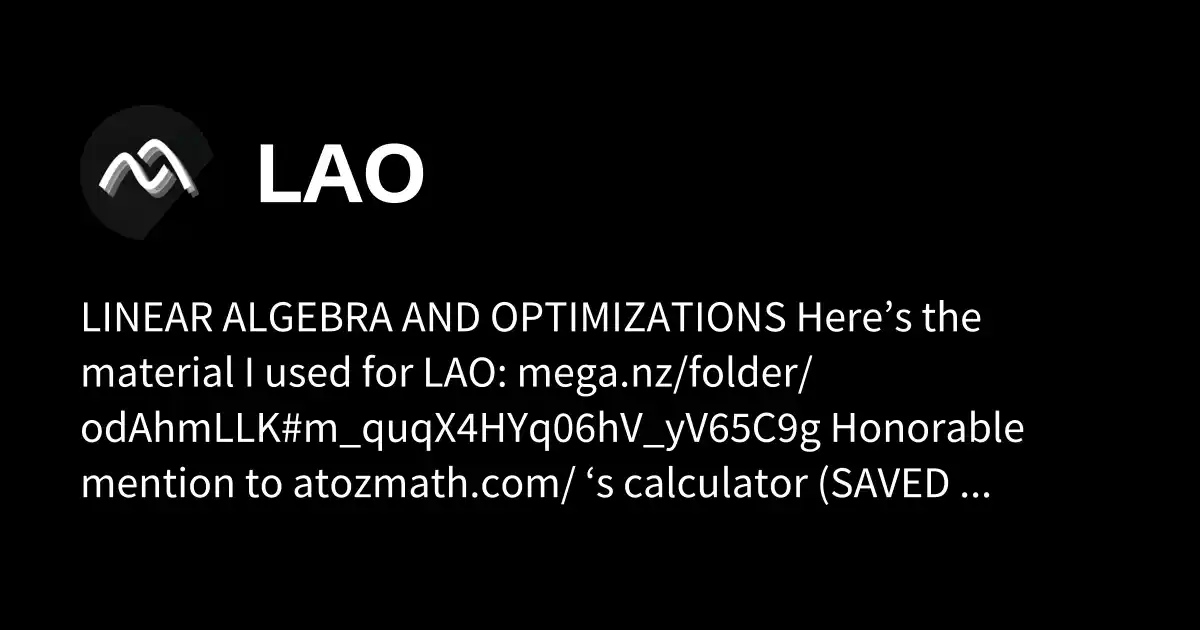 LAO
LINEAR ALGEBRA AND OPTIMIZATIONS Here’s the
material I used for LAO: mega.nz/folder/
odAhmLLK#m_quqX4HYq06hV_yV65C9g Honorable
mention to atozmath.com/ ‘s calculator (SAVED ...